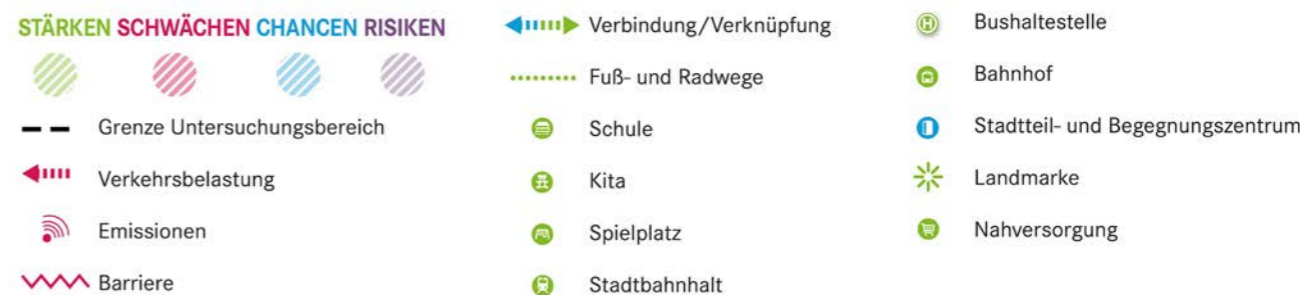 STÄRKEN SCHWÄCHEN CHANCEN RISIKEN
Grenze Untersuchungsbereich
Verkehrsbelastung
Emissionen
Barriere
Verbindung/Verknüpfung
Fuß- und Radwege
Schule
Kita
Spielplatz
Stadtbahnhalt
H Bushaltestelle
Bahnhof
Stadtteil- und Begegnungszentrum
Landmarke
Nahversorgung